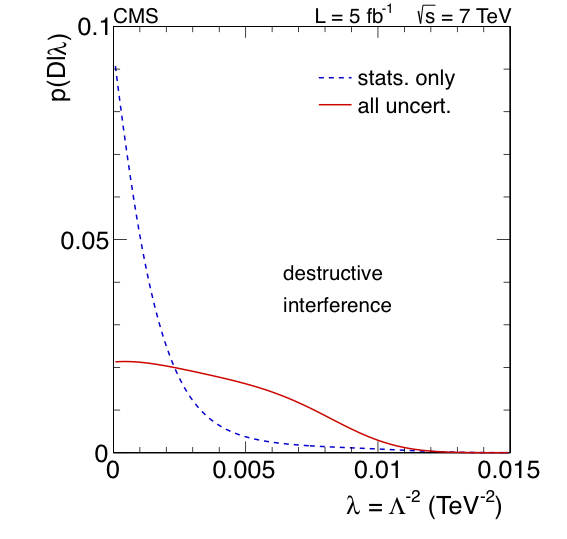 CMS L = 5 fb⁻¹ √s = 7 TeV
0.1
p(D|λ)
stats. only
all uncert.
0.05
destructive
interference
0
0 0.005 0.01 0.015
λ = Λ⁻² (TeV⁻²)